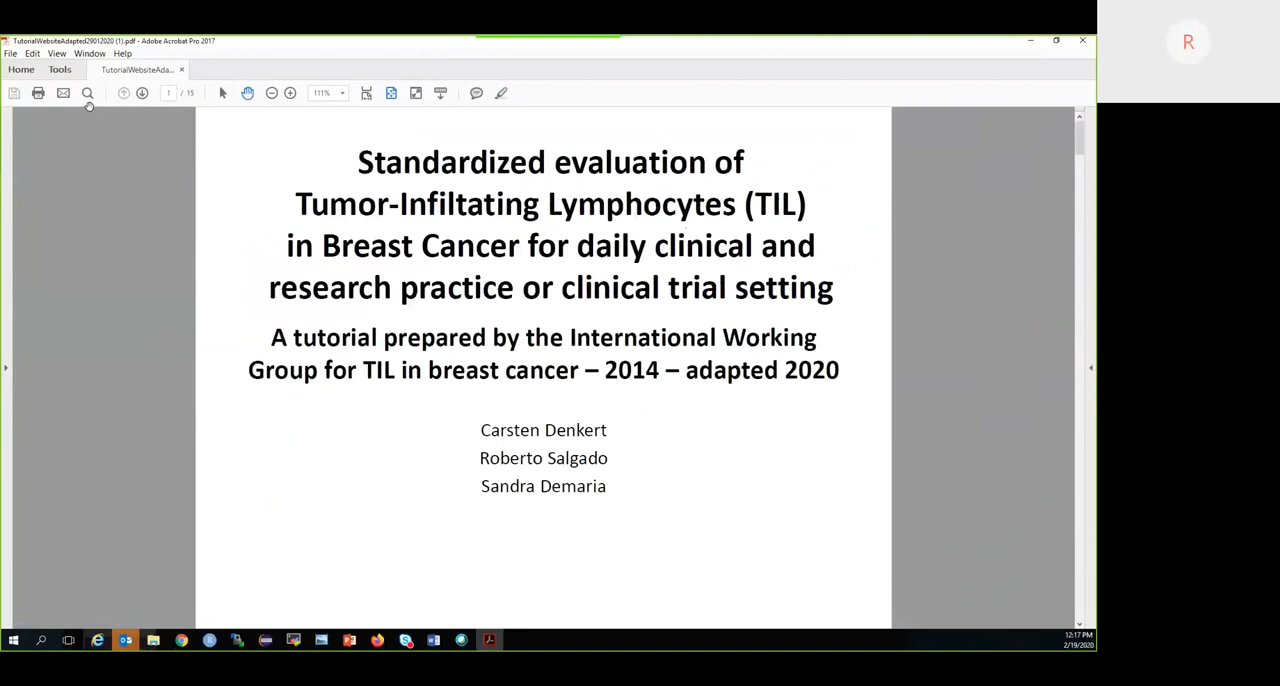 R
TutorialWebsiteAdapted29012020 (1).pdf - Adobe Acrobat Pro 2017
File Edit View Window Help
Home Tools TutorialWebsiteAda... ×
1 / 15 111%
Standardized evaluation of
Tumor-Infiltating Lymphocytes (TIL)
in Breast Cancer for daily clinical and
research practice or clinical trial setting
A tutorial prepared by the International Working
Group for TIL in breast cancer – 2014 – adapted 2020
Carsten Denkert
Roberto Salgado
Sandra Demaria
12:17 PM
2/19/2020